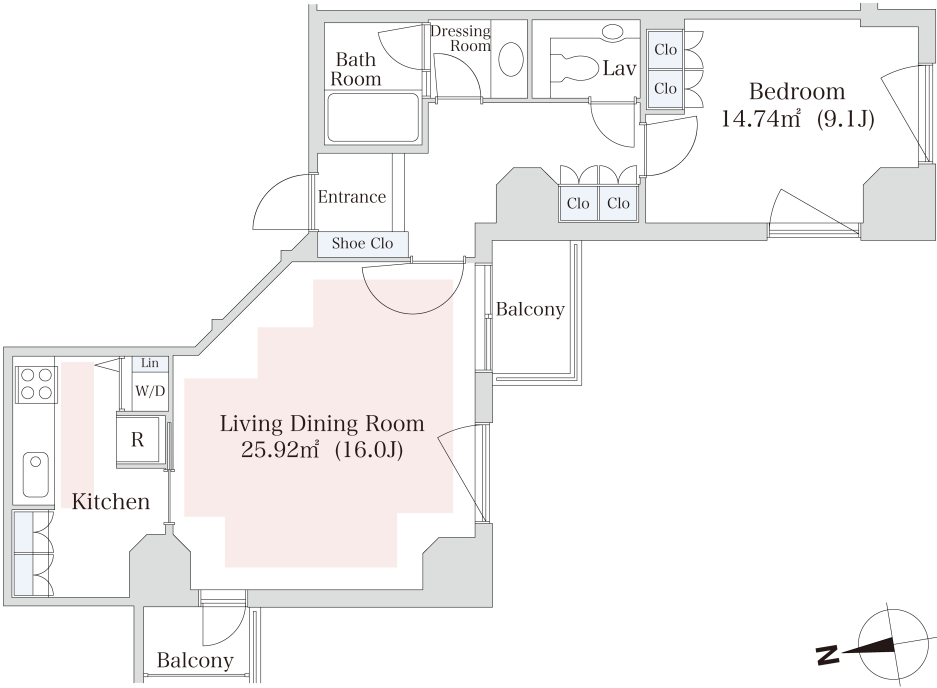 Dressing
Room
Bath
Room
Lav
Clo
Clo
Bedroom
14.74㎡ (9.1J)
Entrance
Clo
Clo
Shoe Clo
Balcony
Lin
W/D
R
Living Dining Room
25.92㎡ (16.0J)
Kitchen
Balcony
N